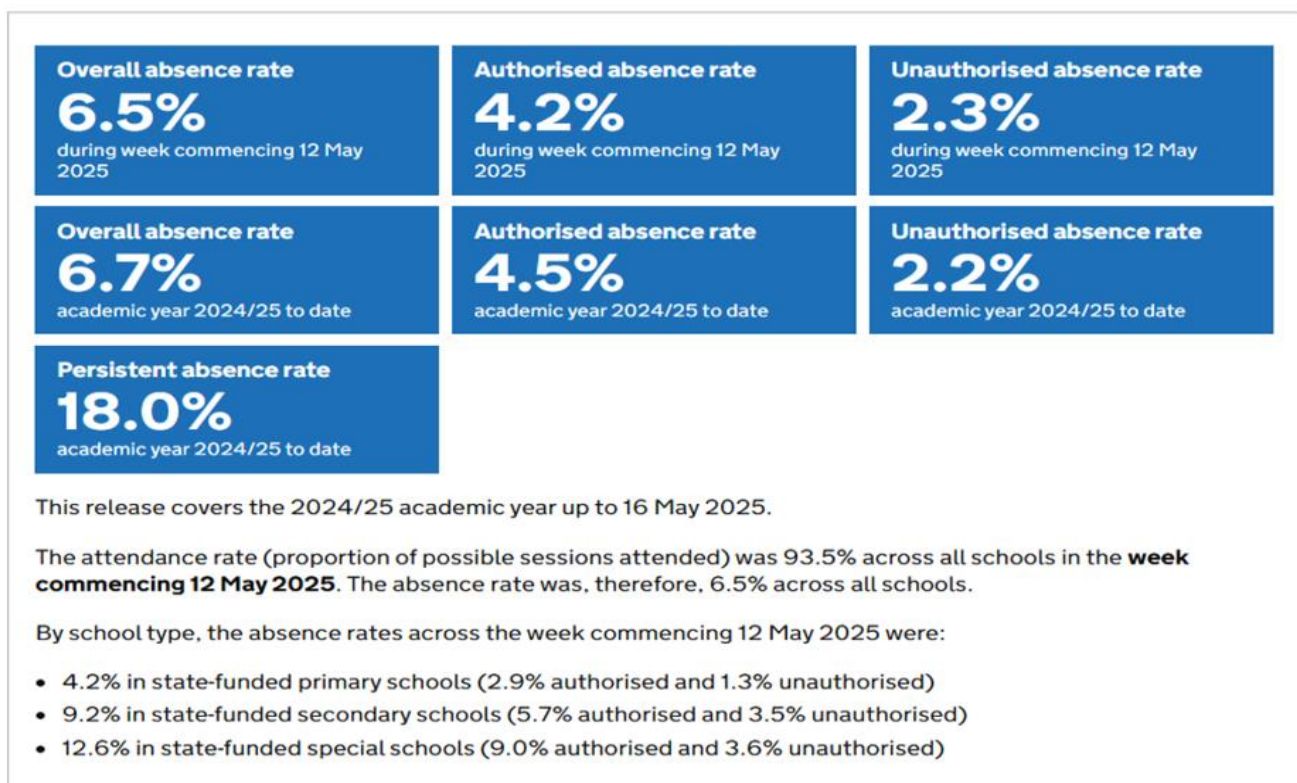 Overall absence rate
6.5%
during week commencing 12 May
2025
Authorised absence rate
4.2%
during week commencing 12 May
2025
Unauthorised absence rate
2.3%
during week commencing 12 May
2025
Overall absence rate
6.7%
academic year 2024/25 to date
Authorised absence rate
4.5%
academic year 2024/25 to date
Unauthorised absence rate
2.2%
academic year 2024/25 to date
Persistent absence rate
18.0%
academic year 2024/25 to date
This release covers the 2024/25 academic year up to 16 May 2025.
The attendance rate (proportion of possible sessions attended) was 93.5% across all schools in the week
commencing 12 May 2025. The absence rate was, therefore, 6.5% across all schools.
By school type, the absence rates across the week commencing 12 May 2025 were:
• 4.2% in state-funded primary schools (2.9% authorised and 1.3% unauthorised)
• 9.2% in state-funded secondary schools (5.7% authorised and 3.5% unauthorised)
• 12.6% in state-funded special schools (9.0% authorised and 3.6% unauthorised)